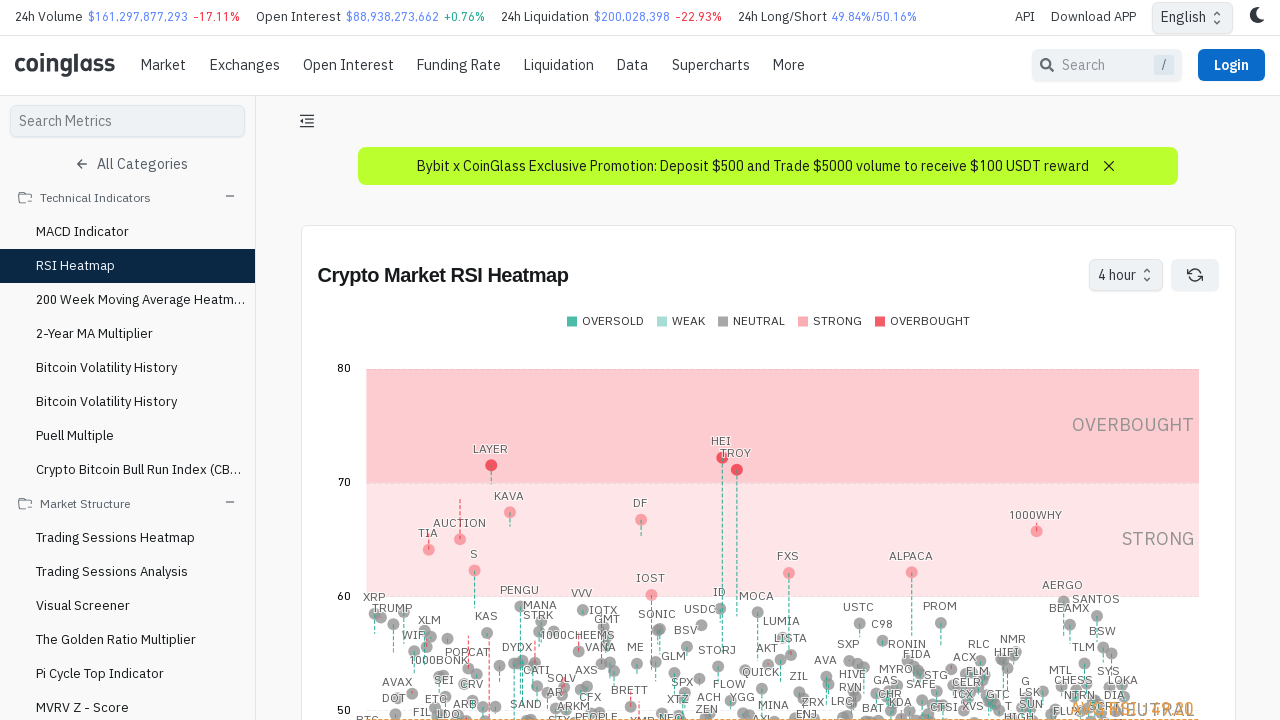 24h Volume $161,297,877,293 -17.11% Open Interest $88,938,273,662 +0.76% 24h Liquidation $200,028,398 -22.93% 24h Long/Short 49.84%/50.16% API Download APP English
coinglass Market Exchanges Open Interest Funding Rate Liquidation Data Supercharts More Search / Login
Search Metrics
All Categories
Technical Indicators
MACD Indicator
RSI Heatmap
200 Week Moving Average Heatm...
2-Year MA Multiplier
Bitcoin Volatility History
Bitcoin Volatility History
Puell Multiple
Crypto Bitcoin Bull Run Index (CB...
Market Structure
Trading Sessions Heatmap
Trading Sessions Analysis
Visual Screener
The Golden Ratio Multiplier
Pi Cycle Top Indicator
MVRV Z - Score
Bybit x CoinGlass Exclusive Promotion: Deposit $500 and Trade $5000 volume to receive $100 USDT reward
Crypto Market RSI Heatmap
4 hour
OVERSOLD WEAK NEUTRAL STRONG OVERBOUGHT
80
OVERBOUGHT
HEI
LAYER TROY
70
KAVA
DF
AUCTION 1000WHY
TIA
STRONG
S FXS ALPACA
IOST
AERGO
60
XRP PENGU VVV ID MOCA SANTOS
TRUMP MANA IOTX USDC USTC PROM BEAMX
XLM KAS STRK SONIC GMT LUMIA C98
WIF 1000CHEEMS BSV LISTA BSW
POPCAT DYDX VANA ME STORJ AKT SXP RONIN RLC NMR TLM
1000BONK GLM AVA FIDA ACX HIFI
CATI AXS QUICK HIVE MYRO STG ELM MTL SYS
AVAX SEI CRV SOLV SPX FLOW ZIL RVN GAS SAFE CELR G CHESS LOKA
DOT ETC ARB SAND BRETT CFX XTZ ACH YGG ZRX LRC CHR KDA ICX GTC LSK NTRN DIA
FIL ARKM ZEN MINA BAT CTSI XVS SUN
50
LDO PEOPLE ENJ HIGH FLUX NEUTRAL